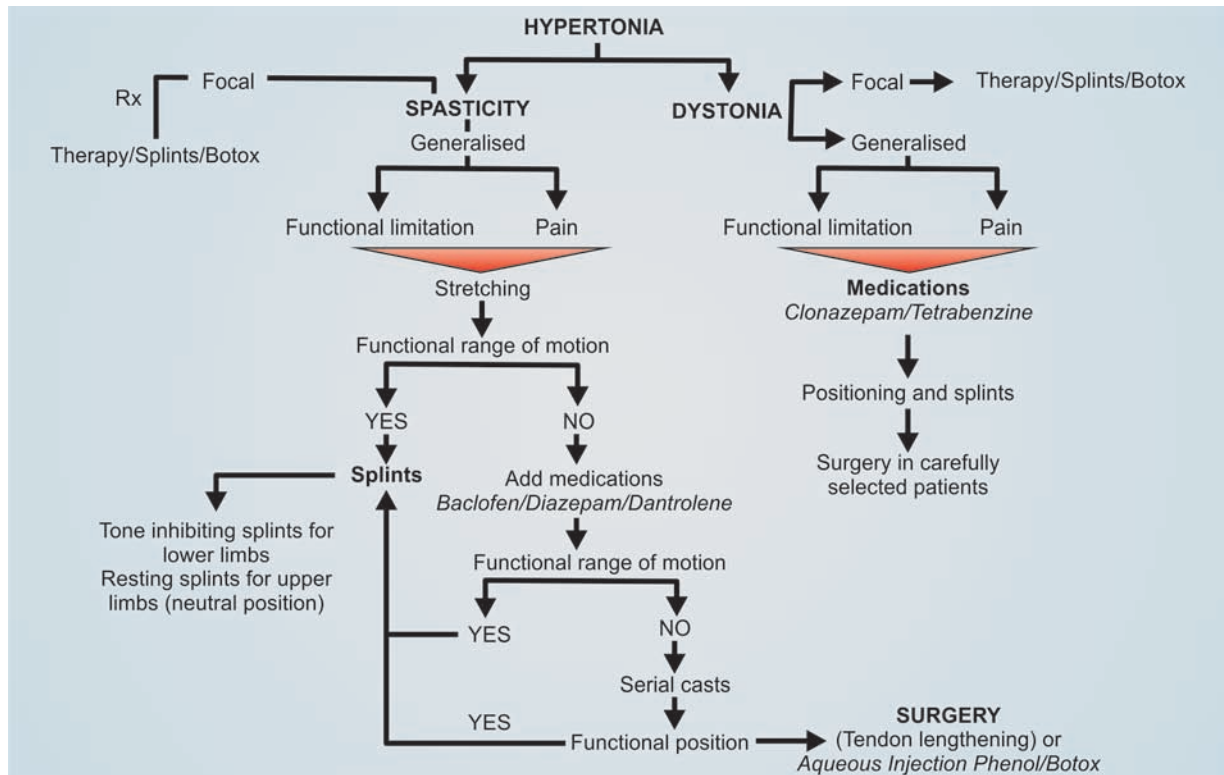 HYPERTONIA
Rx
Focal
SPASTICITY
DYSTONIA
Focal
Therapy/Splints/Botox
Therapy/Splints/Botox
Generalised
Generalised
Functional limitation
Pain
Functional limitation
Pain
Stretching
Medications
Clonazepam/Tetrabenzine
Functional range of motion
Positioning and splints
YES
NO
Splints
Add medications
Baclofen/Diazepam/Dantrolene
Surgery in carefully
selected patients
Tone inhibiting splints for
lower limbs
Resting splints for upper
limbs (neutral position)
Functional range of motion
YES
NO
Serial casts
YES
Functional position
SURGERY
(Tendon lengthening) or
Aqueous Injection Phenol/Botox